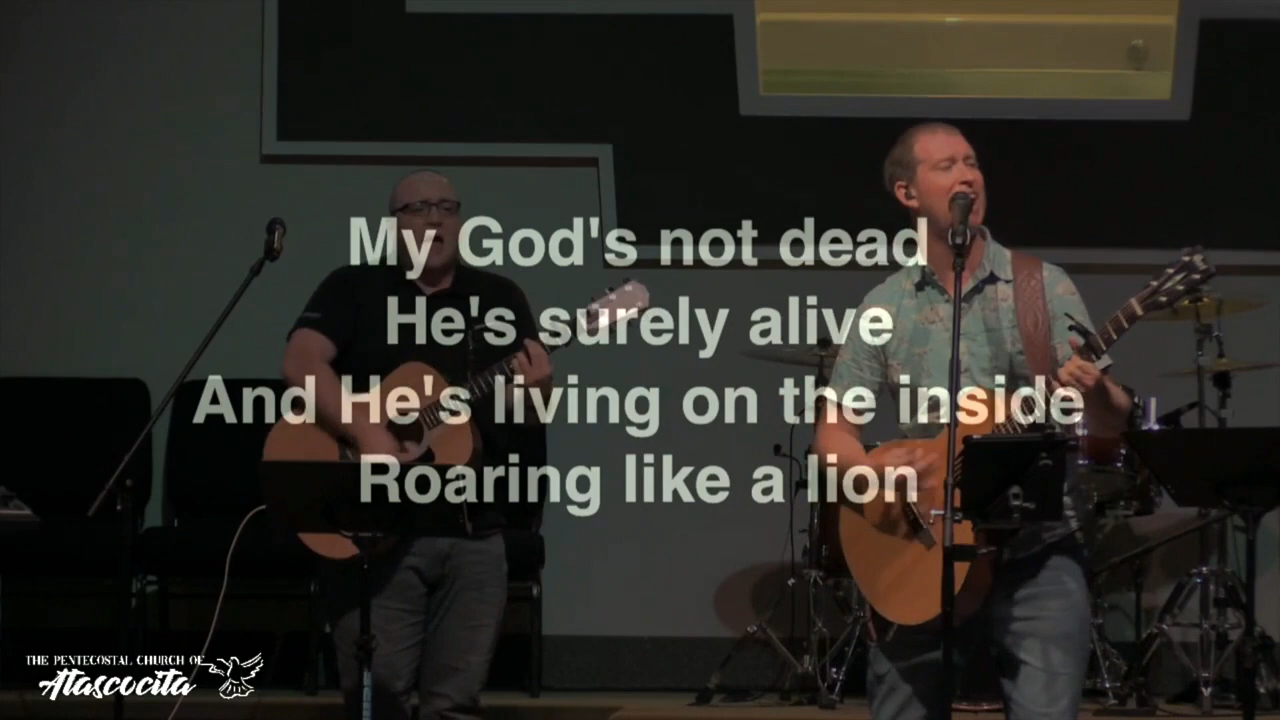 My God's not dead
He's surely alive
And He's living on the inside
Roaring like a lion
THE PENTECOSTAL CHURCH OF
Atascocita